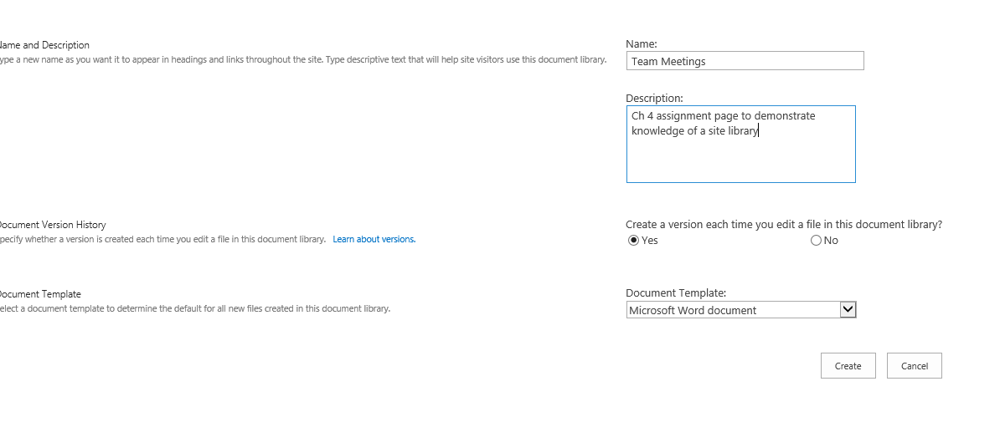 ame and Description
Name:
ype a new name as you want it to appear in headings and links throughout the site. Type descriptive text that will help site visitors use this document library.
Team Meetings
Description:
Ch 4 assignment page to demonstrate
knowledge of a site library
ocument Version History
Create a version each time you edit a file in this document library?
pecify whether a version is created each time you edit a file in this document library. Learn about versions.
Yes
No
ocument Template
Document Template:
elect a document template to determine the default for all new files created in this document library.
Microsoft Word document
Create
Cancel